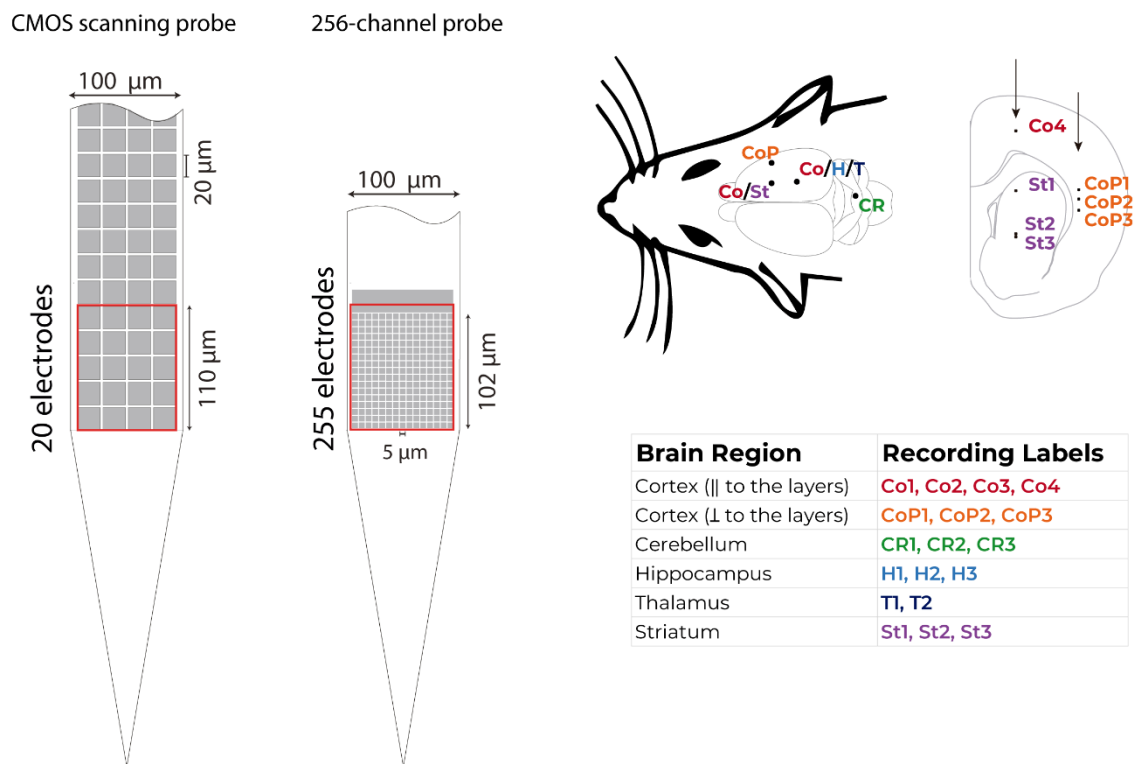 CMOS scanning probe
256-channel probe
100 µm
20 µm
20 electrodes
110 µm
100 µm
255 electrodes
102 µm
5 µm
CoP
Co/H/T
Co/St
CR
Co4
St1
CoP1
CoP2
St2
CoP3
St3
Brain Region Recording Labels
Cortex (|| to the layers) Co1, Co2, Co3, Co4
Cortex (⊥ to the layers) CoP1, CoP2, CoP3
Cerebellum CR1, CR2, CR3
Hippocampus H1, H2, H3
Thalamus T1, T2
Striatum St1, St2, St3